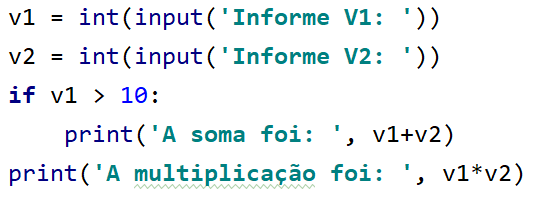 v1 = int(input('Informe V1: '))
v2 = int(input('Informe V2: '))
if v1 > 10:
    print('A soma foi: ', v1+v2)
print('A multiplicação foi: ', v1*v2)